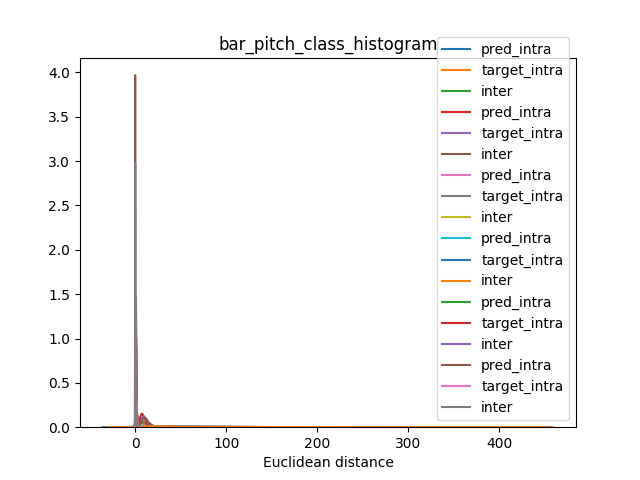 bar_pitch_class_histogram
pred_intra
target_intra
inter
pred_intra
target_intra
inter
pred_intra
target_intra
inter
pred_intra
target_intra
inter
pred_intra
target_intra
inter
pred_intra
target_intra
inter
4.0
3.5
3.0
2.5
2.0
1.5
1.0
0.5
0.0
0 100 200 300 400
Euclidean distance